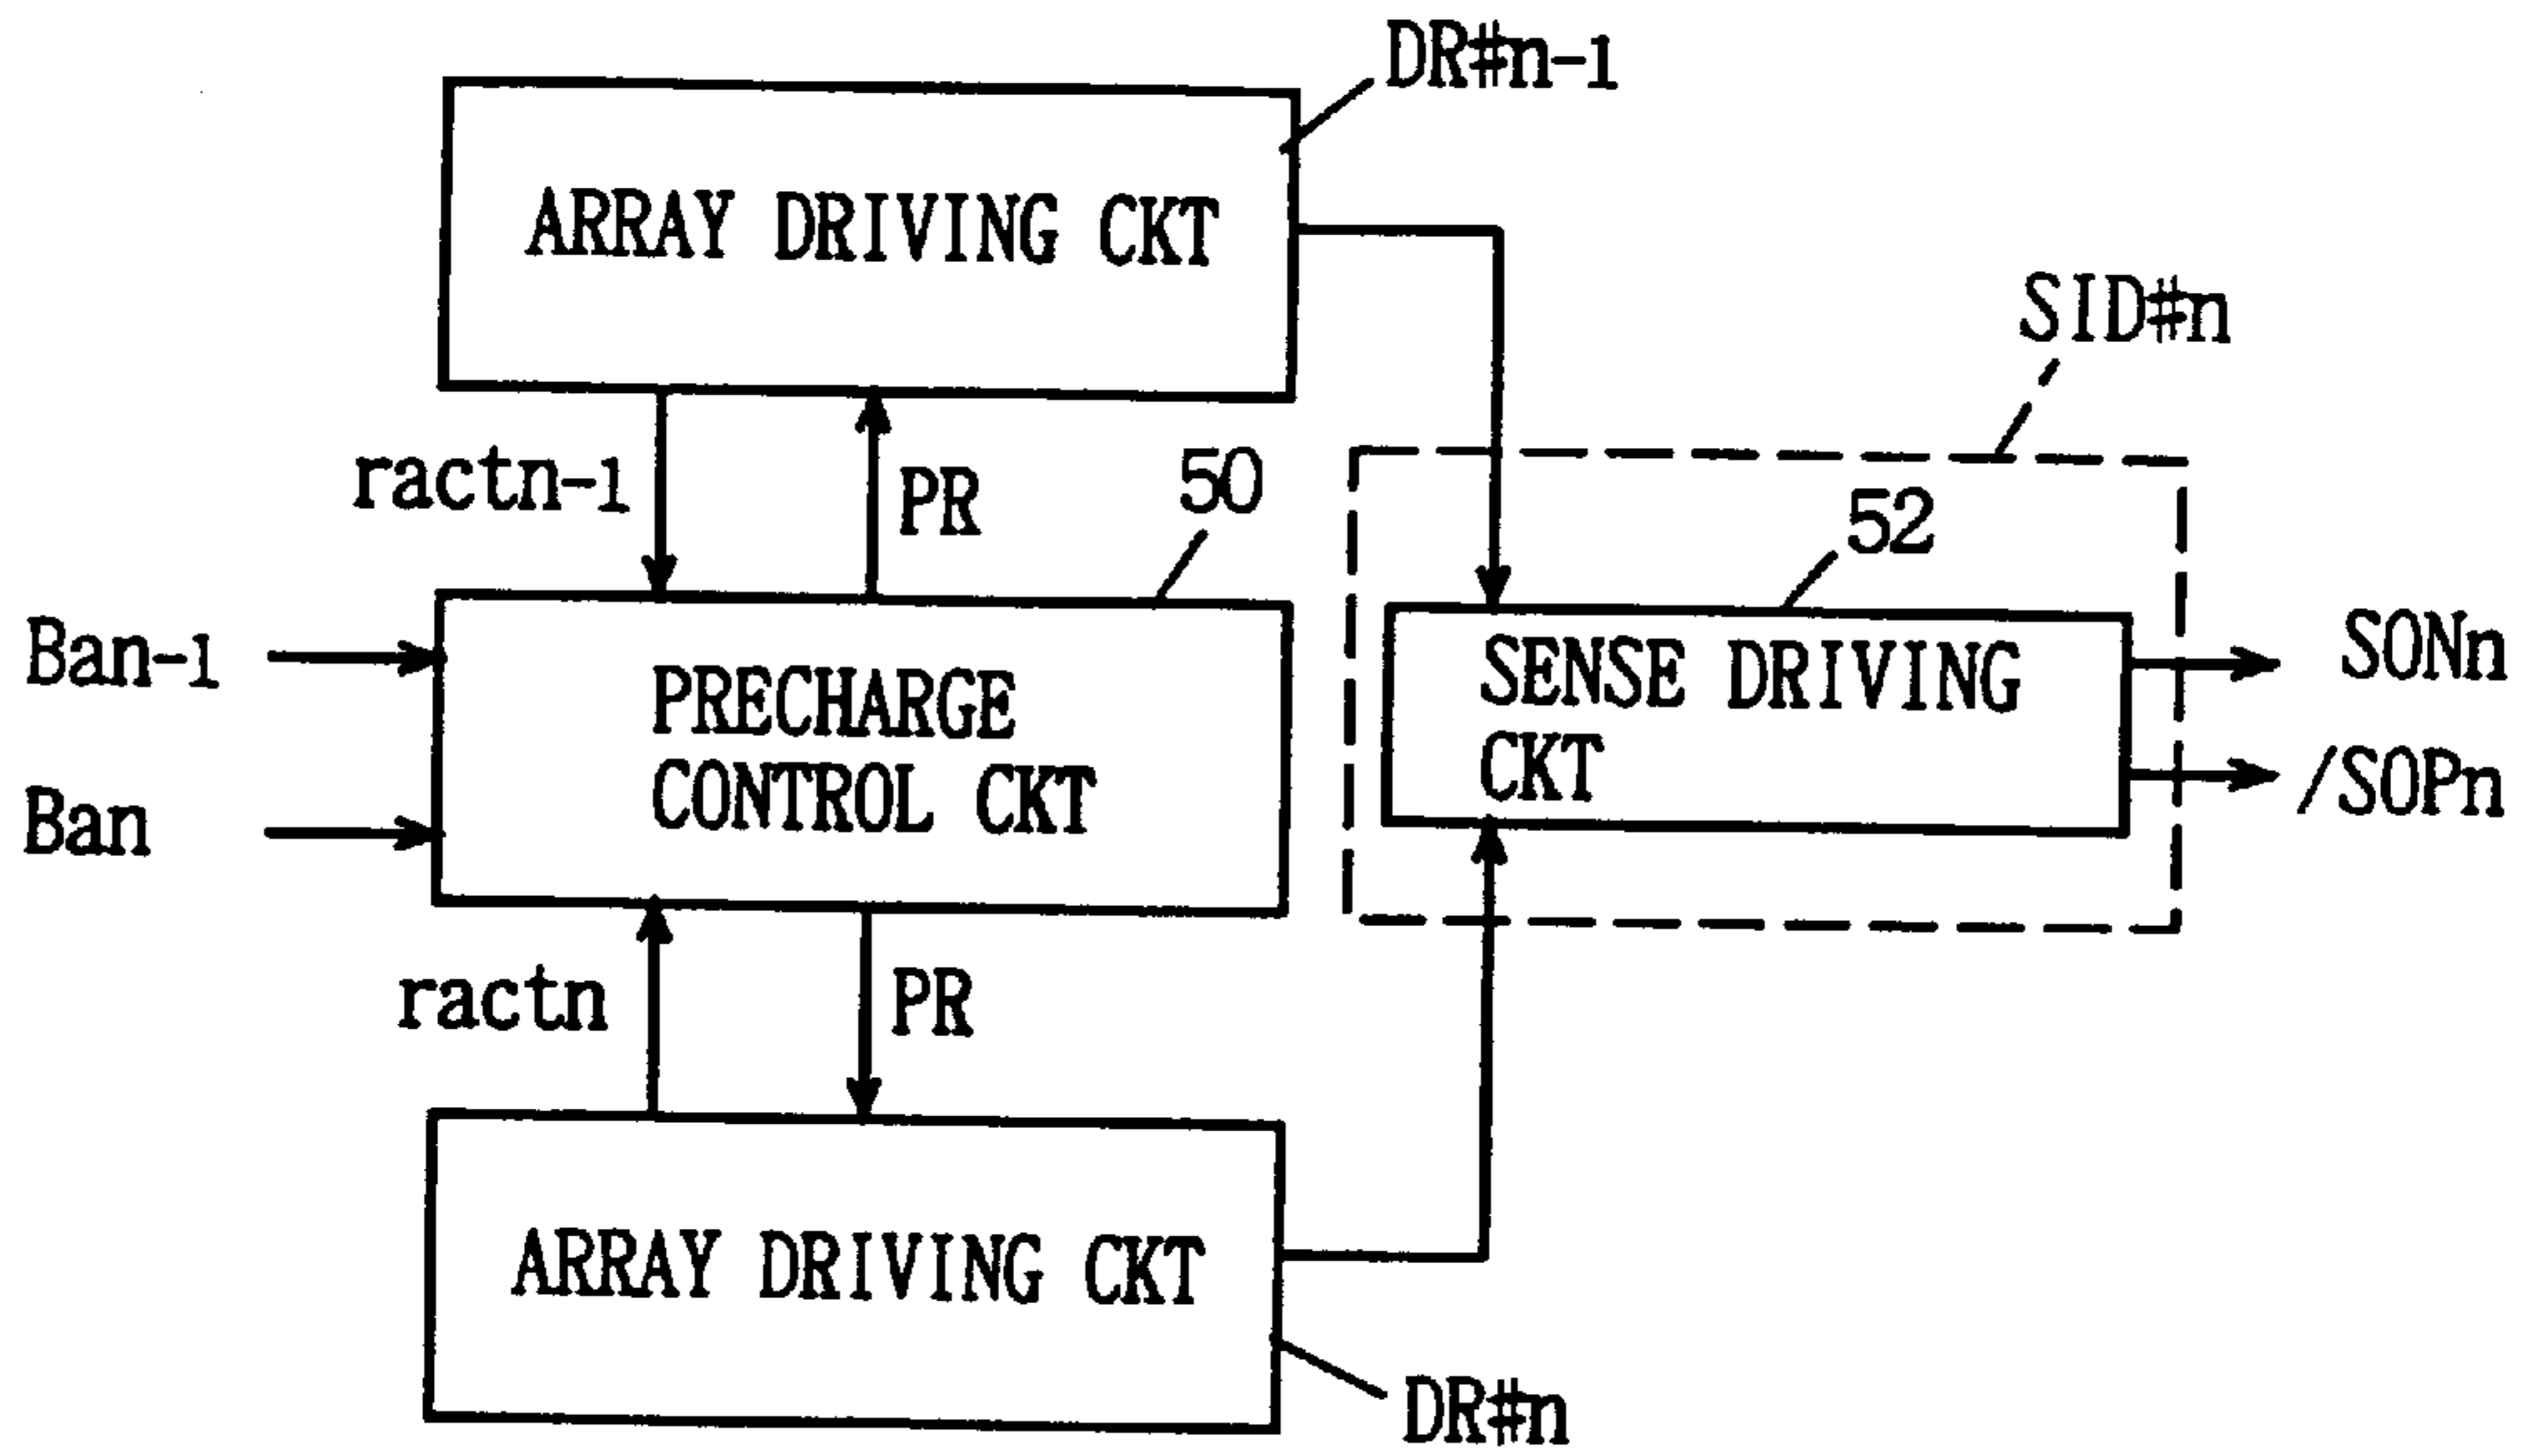 DR#n-1
ARRAY DRIVING CKT
SID#n
ractn-1
PR
50
52
Ban-1
PRECHARGE
CONTROL CKT
SENSE DRIVING
CKT
SONn
/SOPn
Ban
ractn
PR
ARRAY DRIVING CKT
DR#n